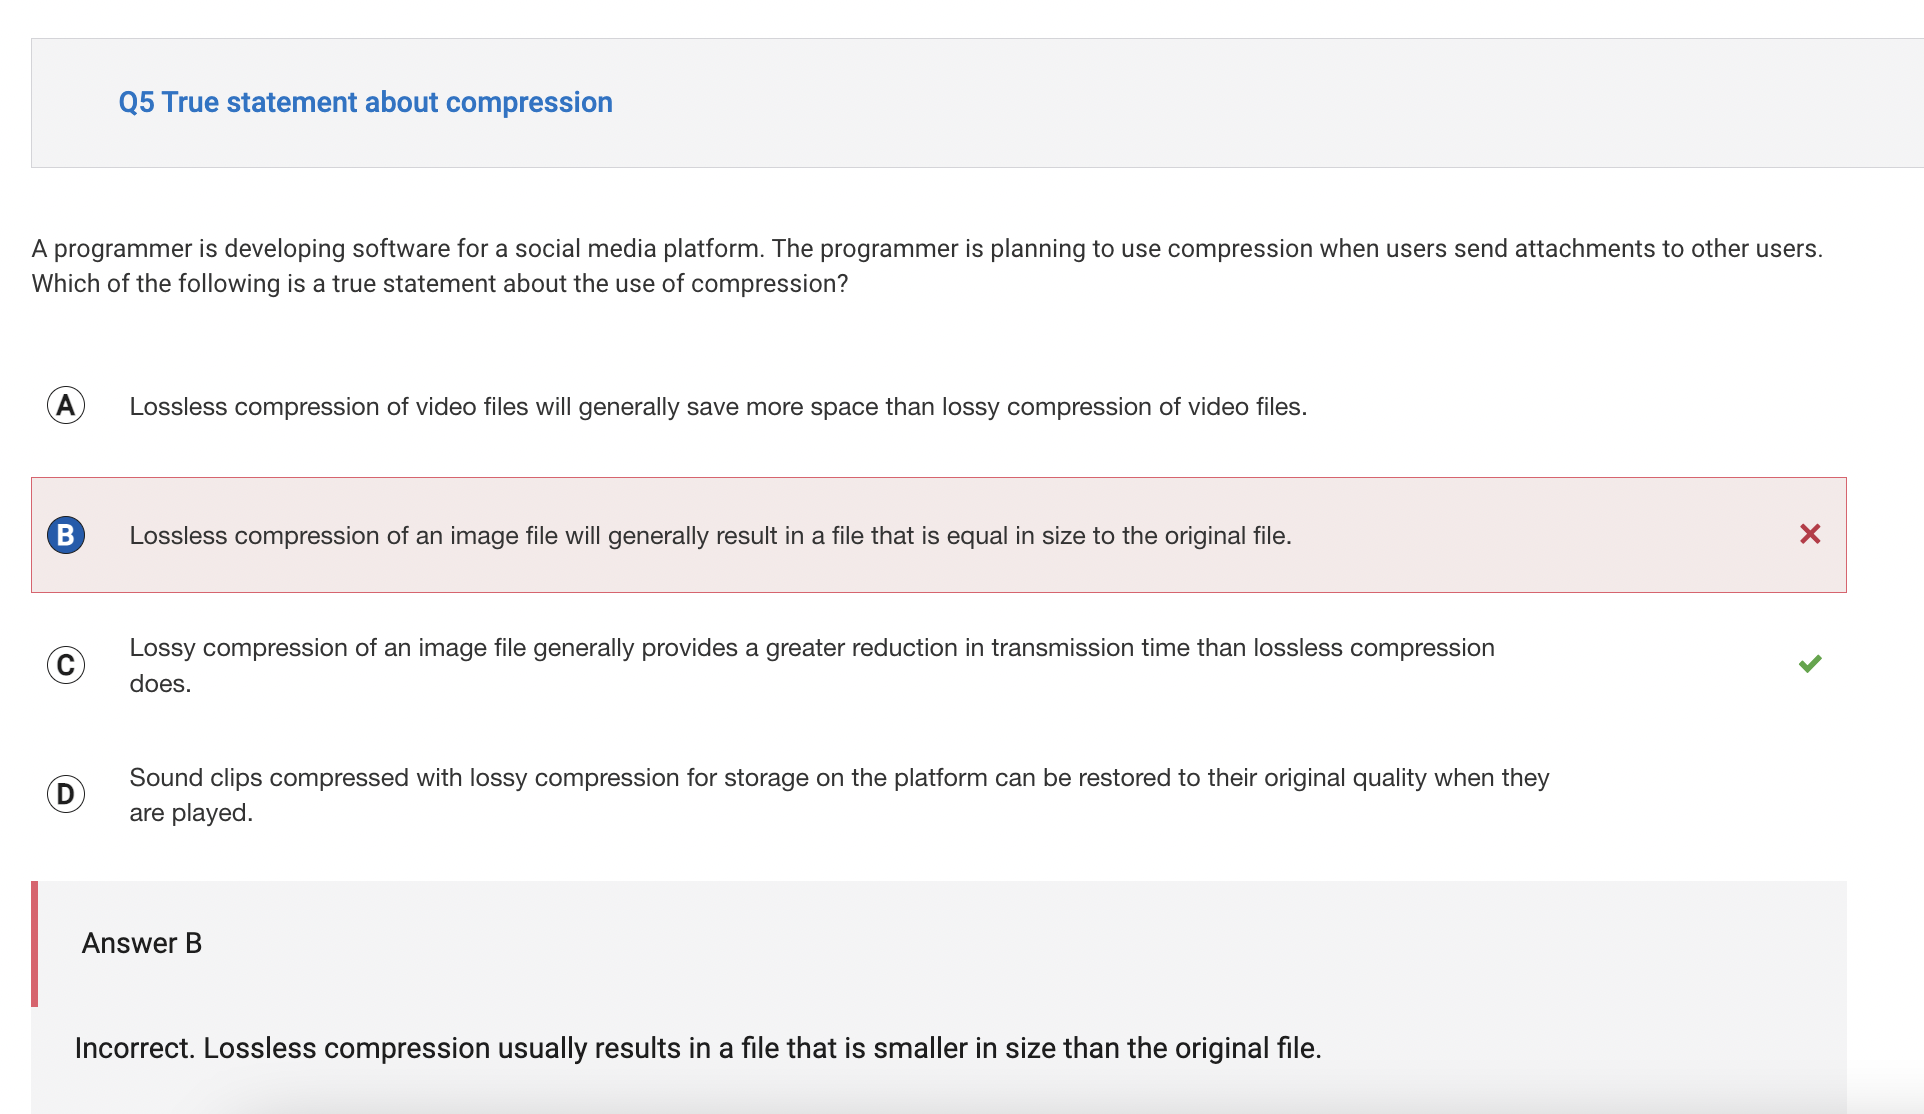 Q5 True statement about compression
A programmer is developing software for a social media platform. The programmer is planning to use compression when users send attachments to other users.
Which of the following is a true statement about the use of compression?
A Lossless compression of video files will generally save more space than lossy compression of video files.
B Lossless compression of an image file will generally result in a file that is equal in size to the original file.
C Lossy compression of an image file generally provides a greater reduction in transmission time than lossless compression
does.
D Sound clips compressed with lossy compression for storage on the platform can be restored to their original quality when they
are played.
Answer B
Incorrect. Lossless compression usually results in a file that is smaller in size than the original file.